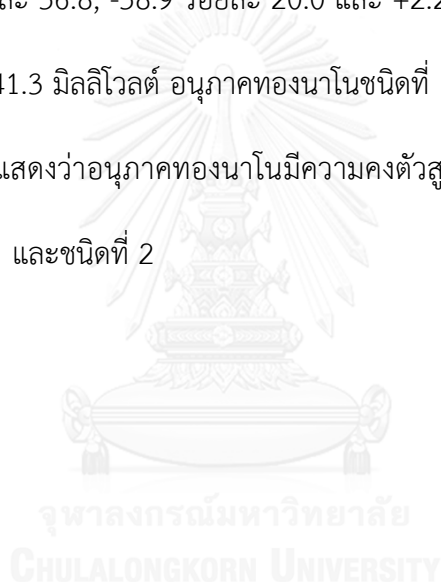 56.8, -58.9 ร้อยละ 20.0 และ
41.3 มิลลิโวลต์ อนุภาคทองนาโนชนิดที่
แสดงว่าอนุภาคทองนาโนมีความคงตัวสู
และชนิดที่ 2
จุฬาลงกรณ์มหาวิทยาลัย
CHULALONGKORN UNIVERSITY